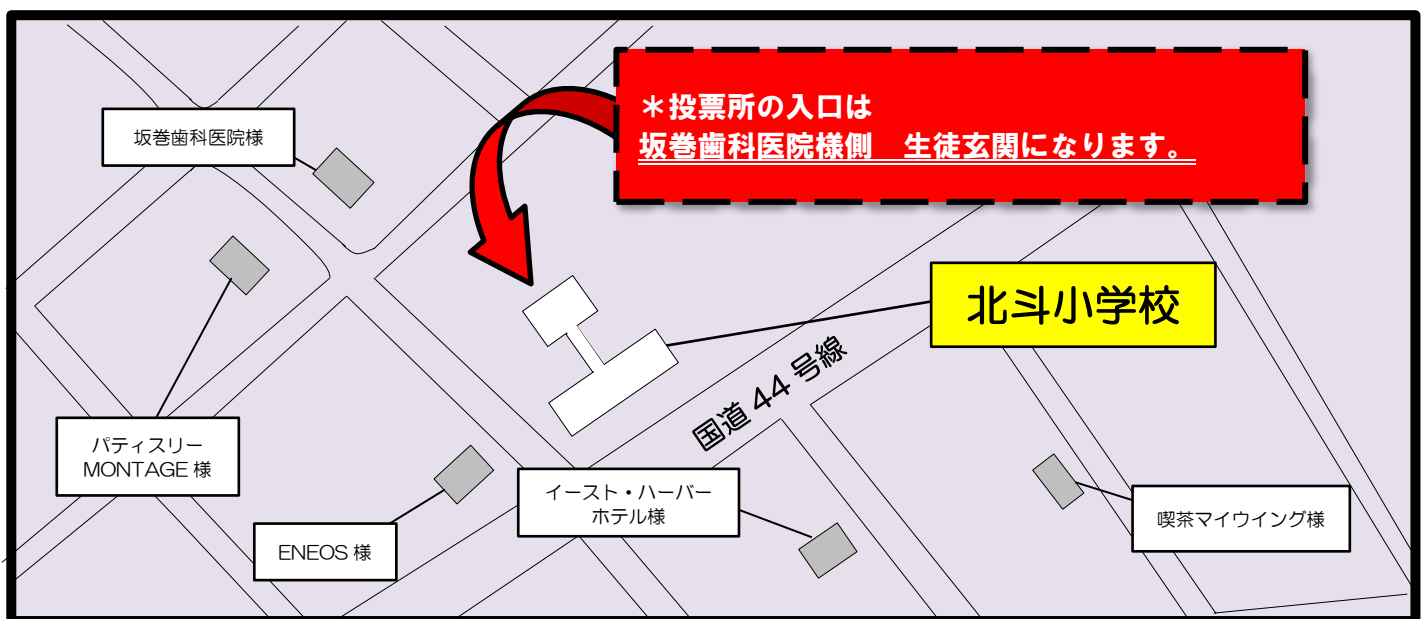 ＊投票所の入口は
坂巻歯科医院様側　生徒玄関になります。
坂巻歯科医院様
北斗小学校
国道 44 号線
パティスリー
MONTAGE 様
イースト・ハーバー
ホテル様
ENEOS 様
喫茶マイウイング様